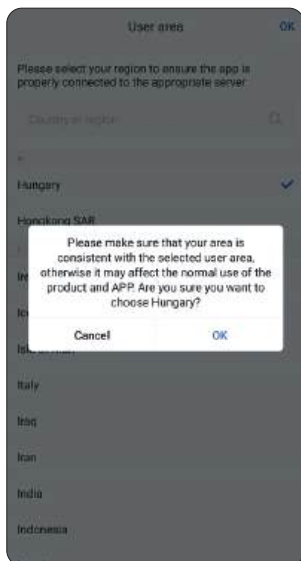 User area
OK
Please select your region to ensure the app is
properly connected to the appropriate server
Country or region
Hungary
Hongkong SAR
Please make sure that your area is
consistent with the selected user area,
otherwise it may affect the normal use of the
product and APP. Are you sure you want to
choose Hungary?
Cancel
OK
Italy
Iraq
Iran
India
Indonesia